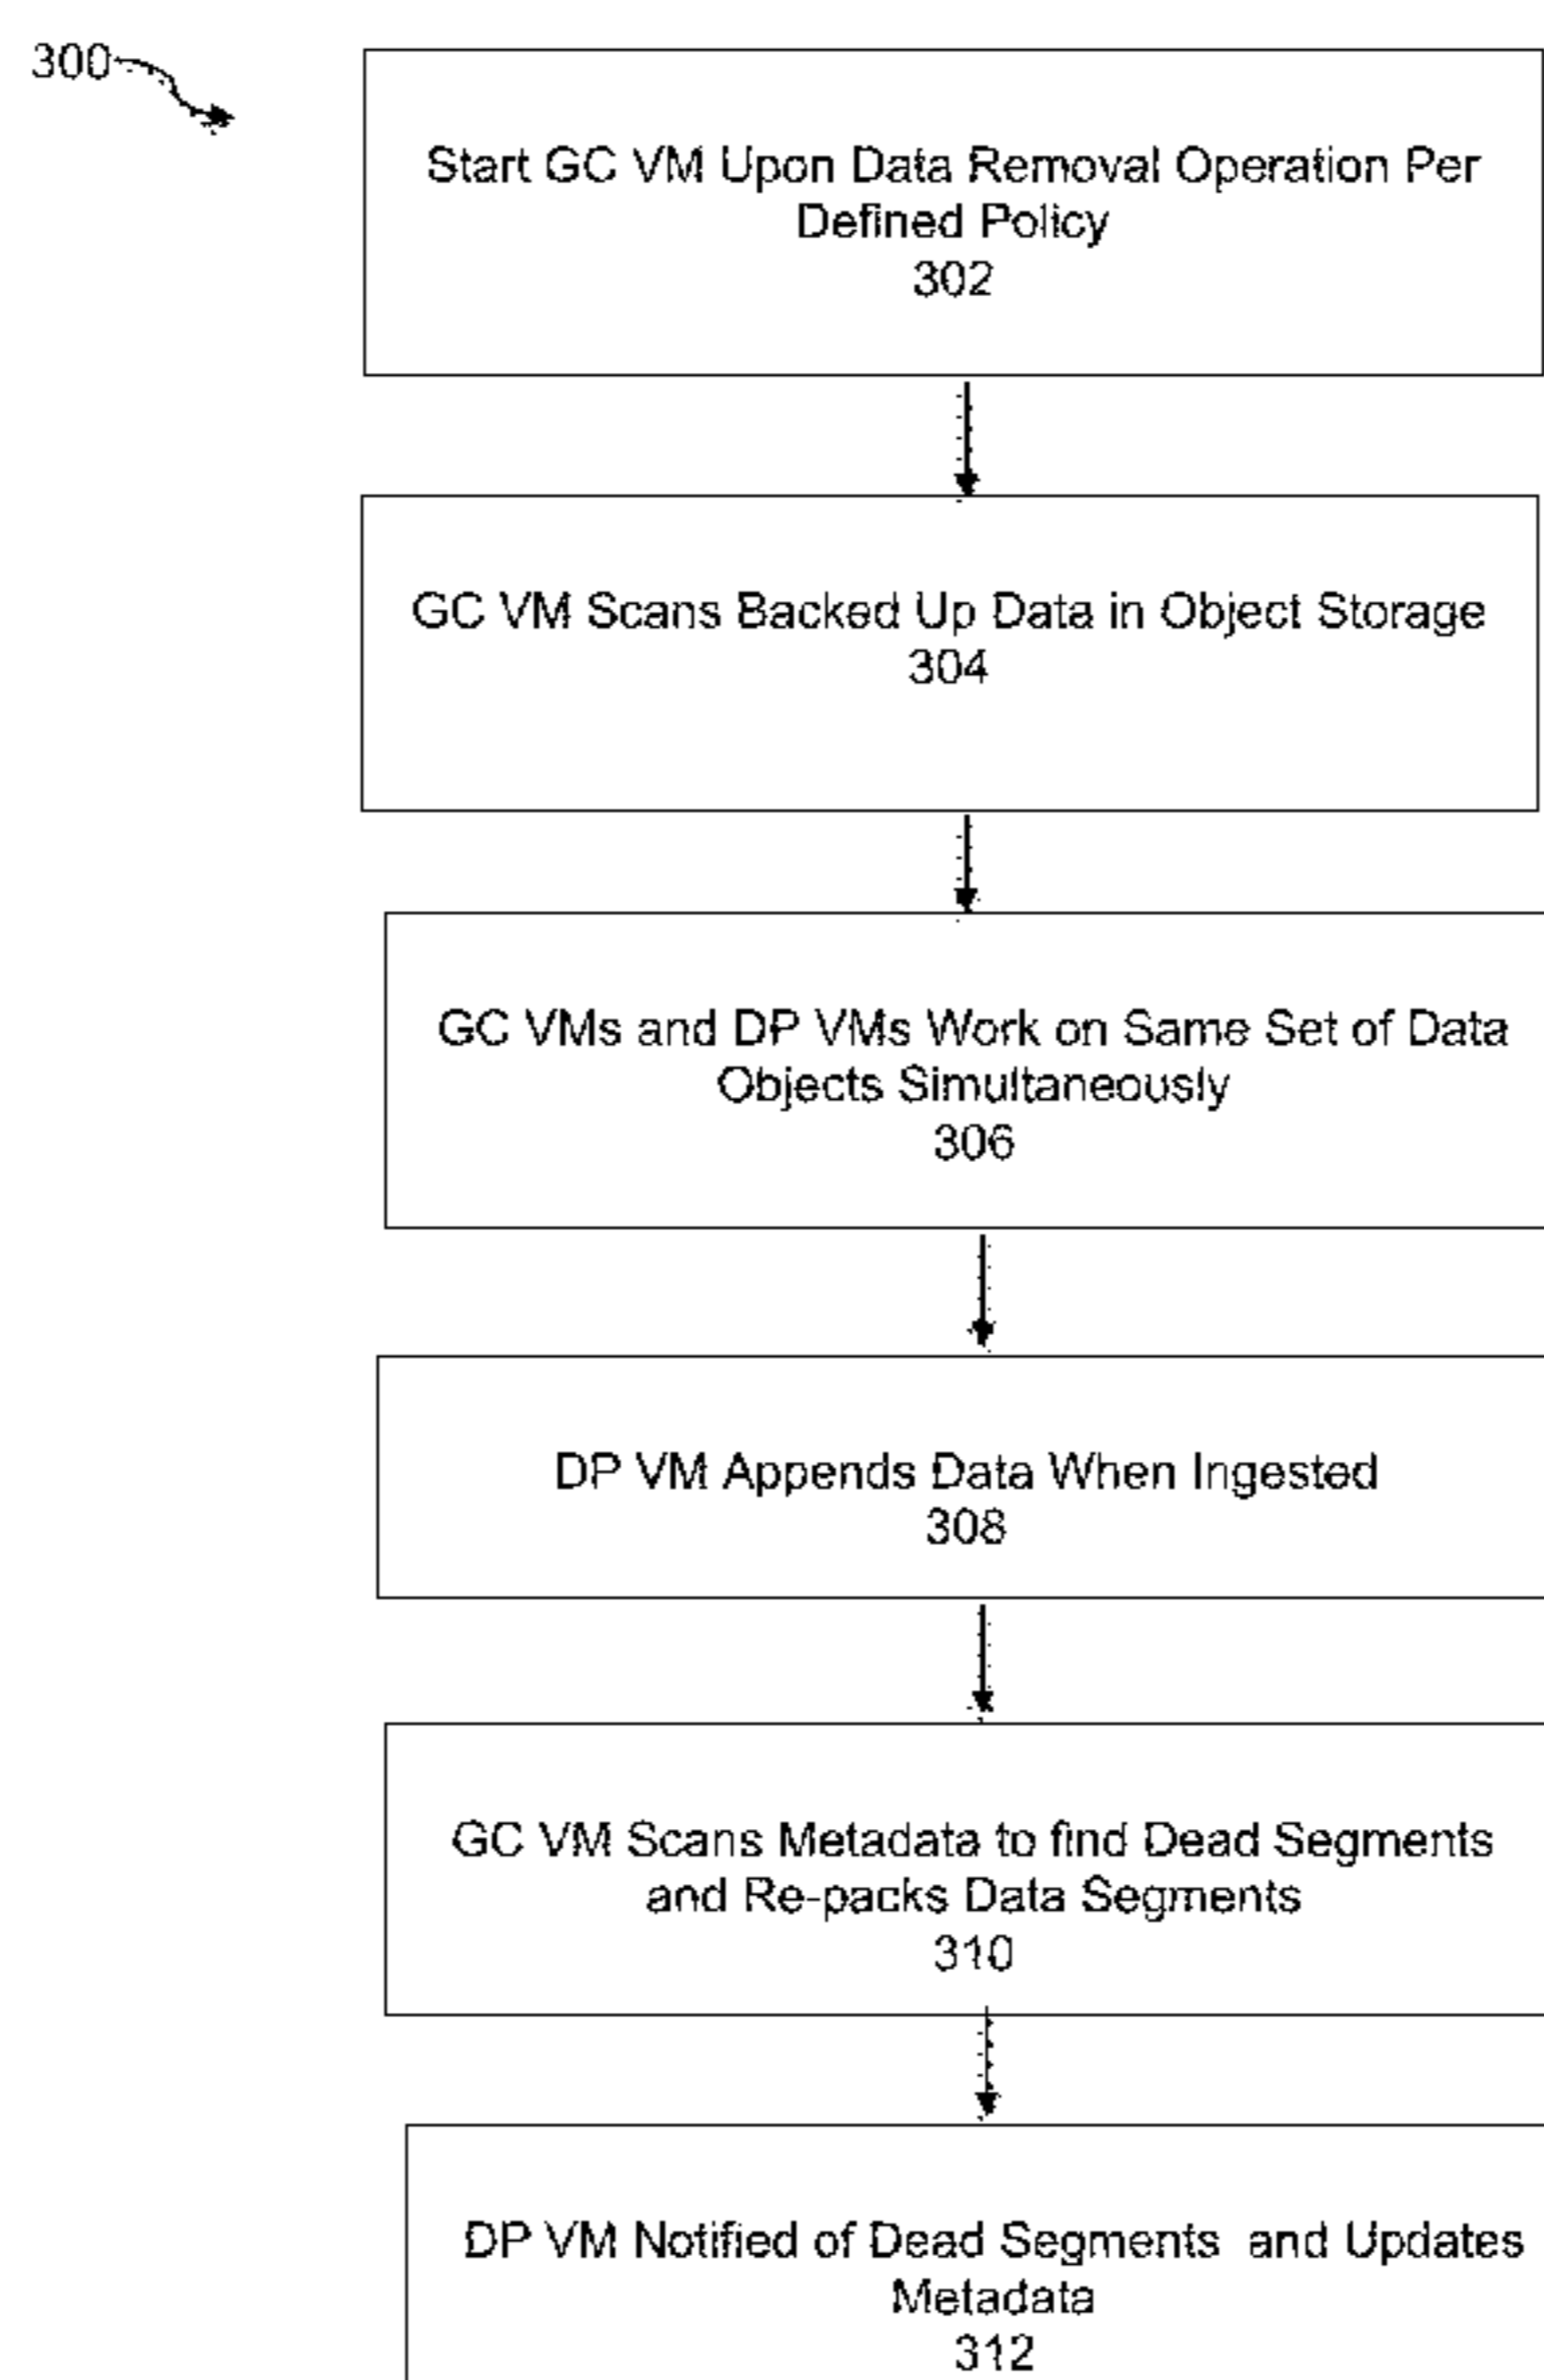 300
Start GC VM Upon Data Removal Operation Per
Defined Policy
302
GC VM Scans Backed Up Data in Object Storage
304
GC VMs and DP VMs Work on Same Set of Data
Objects Simultaneously
306
DP VM Appends Data When Ingested
308
GC VM Scans Metadata to find Dead Segments
and Re-packs Data Segments
310
DP VM Notified of Dead Segments and Updates
Metadata
312